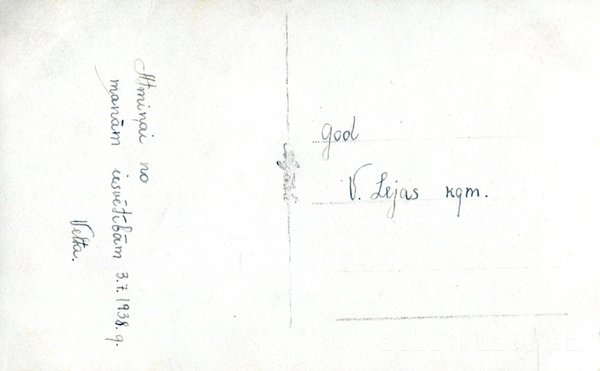 Atmiņai no
manām iesvētībām 3.7.1938.g.
Velta.
God
V. Lejas kgm.